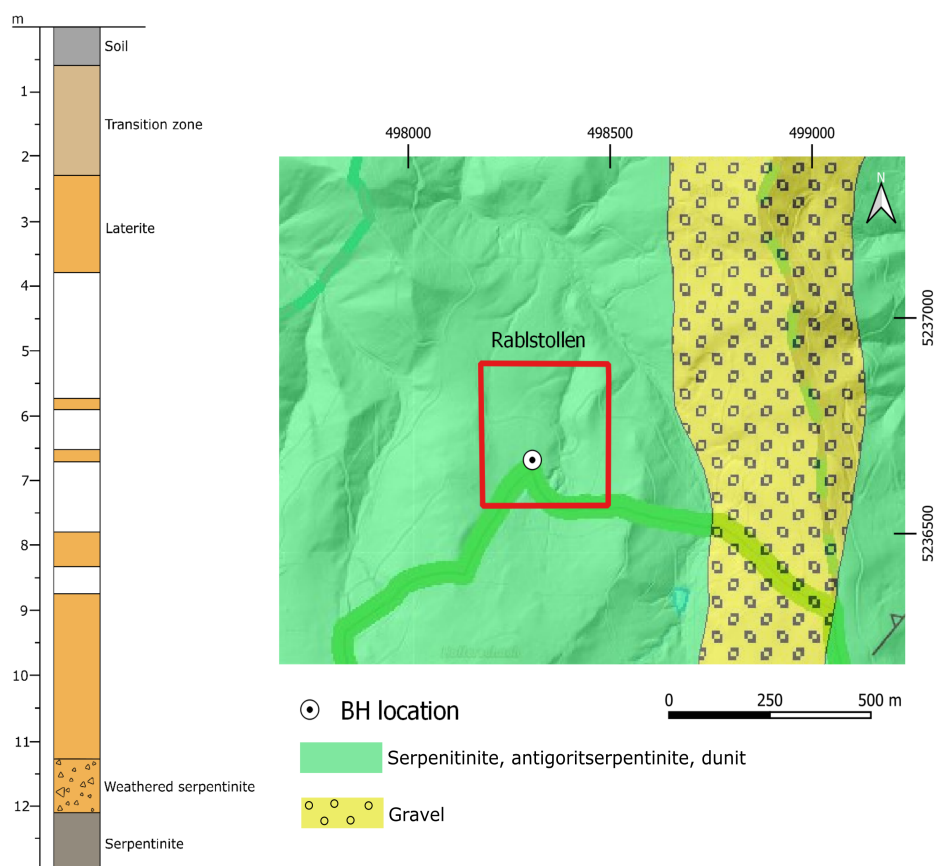 m
Soil
1
Transition zone
2
Laterite
3
4
5
6
7
8
9
10
11
Weathered serpentinite
12
Serpentinite
498000
498500
499000
N
5237000
Rablstollen
5236500
BH location
0
250
500 m
Serpenitinite, antigoritserpentinite, dunit
Gravel